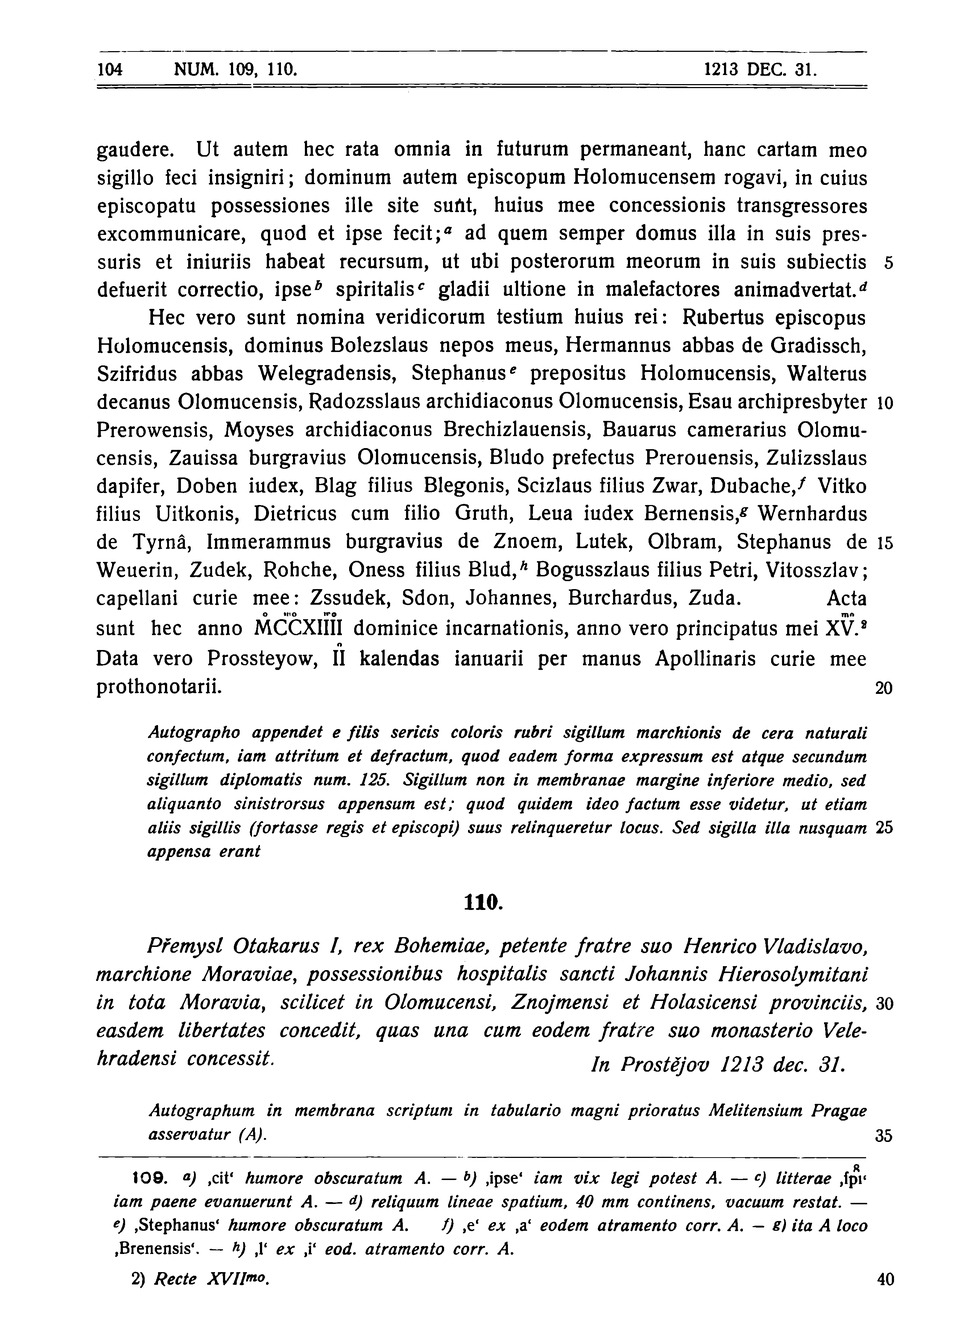 104 NUM. 109, 110. 1213 DEC. 31.
gaudere. Ut autem hec rata omnia in futurum permaneant, hanc cartam meo
sigillo feci insigniri; dominum autem episcopum Holomucensem rogavi, in cuius
episcopatu possessiones ille site sunt, huius mee concessionis transgressores
excommunicare, quod et ipse fecit;ᵃ ad quem semper domus illa in suis pres-
suris et iniuriis habeat recursum, ut ubi posterorum meorum in suis subiectis 5
defuerit correctio, ipseᵇ spiritalisᶜ gladii ultione in malefactores animadvertat.ᵈ
Hec vero sunt nomina veridicorum testium huius rei: Rubertus episcopus
Holomucensis, dominus Bolezslaus nepos meus, Hermannus abbas de Gradissch,
Szifridus abbas Welegradensis, Stephanusᵉ prepositus Holomucensis, Walterus
decanus Olomucensis, Radozsslaus archidiaconus Olomucensis, Esau archipresbyter 10
Prerowensis, Moyses archidiaconus Brechizlauensis, Bauarus camerarius Olomu-
censis, Zauissa burgravius Olomucensis, Bludo prefectus Prerouensis, Zulizsslaus
dapifer, Doben iudex, Blag filius Blegonis, Scizlaus filius Zwar, Dubache,ᶠ Vitko
filius Uitkonis, Dietricus cum filio Gruth, Leua iudex Bernensis,ᵍ Wernhardus
de Tyrnâ, Immerammus burgravius de Znoem, Lutek, Olbram, Stephanus de 15
Weuerin, Zudek, Rohche, Oness filius Blud,ʰ Bogusszlaus filius Petri, Vitosszlav;
capellani curie mee: Zssudek, Sdon, Johannes, Burchardus, Zuda. Acta
sunt hec anno MCCXIIII dominice incarnationis, anno vero principatus mei XV.²
Data vero Prossteyow, II kalendas ianuarii per manus Apollinaris curie mee
prothonotarii. 20
Autographo appendet e filis sericis coloris rubri sigillum marchionis de cera naturali
confectum, iam attritum et defractum, quod eadem forma expressum est atque secundum
sigillum diplomatis num. 125. Sigillum non in membranae margine inferiore medio, sed
aliquanto sinistrorsus appensum est; quod quidem ideo factum esse videtur, ut etiam
aliis sigillis (fortasse regis et episcopi) suus relinqueretur locus. Sed sigilla illa nusquam 25
appensa erant
110.
Přemysl Otakarus I, rex Bohemiae, petente fratre suo Henrico Vladislavo,
marchione Moraviae, possessionibus hospitalis sancti Johannis Hierosolymitani
in tota Moravia, scilicet in Olomucensi, Znojmensi et Holasicensi provinciis, 30
easdem libertates concedit, quas una cum eodem fratre suo monasterio Vele-
hradensi concessit. In Prostějov 1213 dec. 31.
Autographum in membrana scriptum in tabulario magni prioratus Melitensium Pragae
asservatur (A). 35
109. a) ‚cit‘ humore obscuratum A. — b) ‚ipse‘ iam vix legi potest A. — c) litterae ‚ſpi‘
iam paene evanuerunt A. — d) reliquum lineae spatium, 40 mm continens, vacuum restat. —
e) ‚Stephanus‘ humore obscuratum A. f) ‚e‘ ex ‚a‘ eodem atramento corr. A. — g) ita A loco
‚Brenensis‘. — h) ‚l‘ ex ‚i‘ eod. atramento corr. A.
2) Recte XVIIᵐᵒ. 40